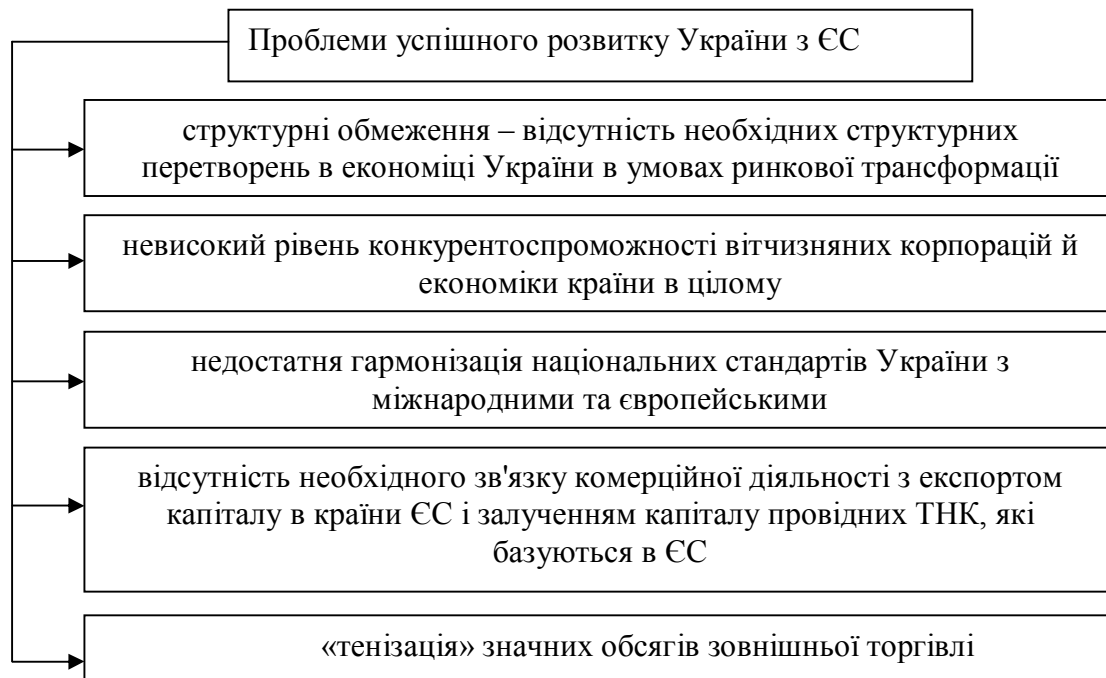 Проблеми успішного розвитку України з ЄС
структурні обмеження – відсутність необхідних структурних
перетворень в економіці України в умовах ринкової трансформації
невисокий рівень конкурентоспроможності вітчизняних корпорацій й
економіки країни в цілому
недостатня гармонізація національних стандартів України з
міжнародними та європейськими
відсутність необхідного зв'язку комерційної діяльності з експортом
капіталу в країни ЄС і залученням капіталу провідних ТНК, які
базуються в ЄС
«тенізація» значних обсягів зовнішньої торгівлі